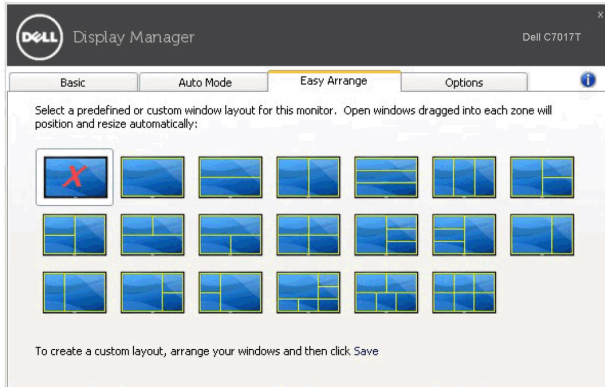 DELL Display Manager
x
Dell C7017T
Basic
Auto Mode
Easy Arrange
Options
i
Select a predefined or custom window layout for this monitor. Open windows dragged into each zone will
position and resize automatically:
X
To create a custom layout, arrange your windows and then click Save